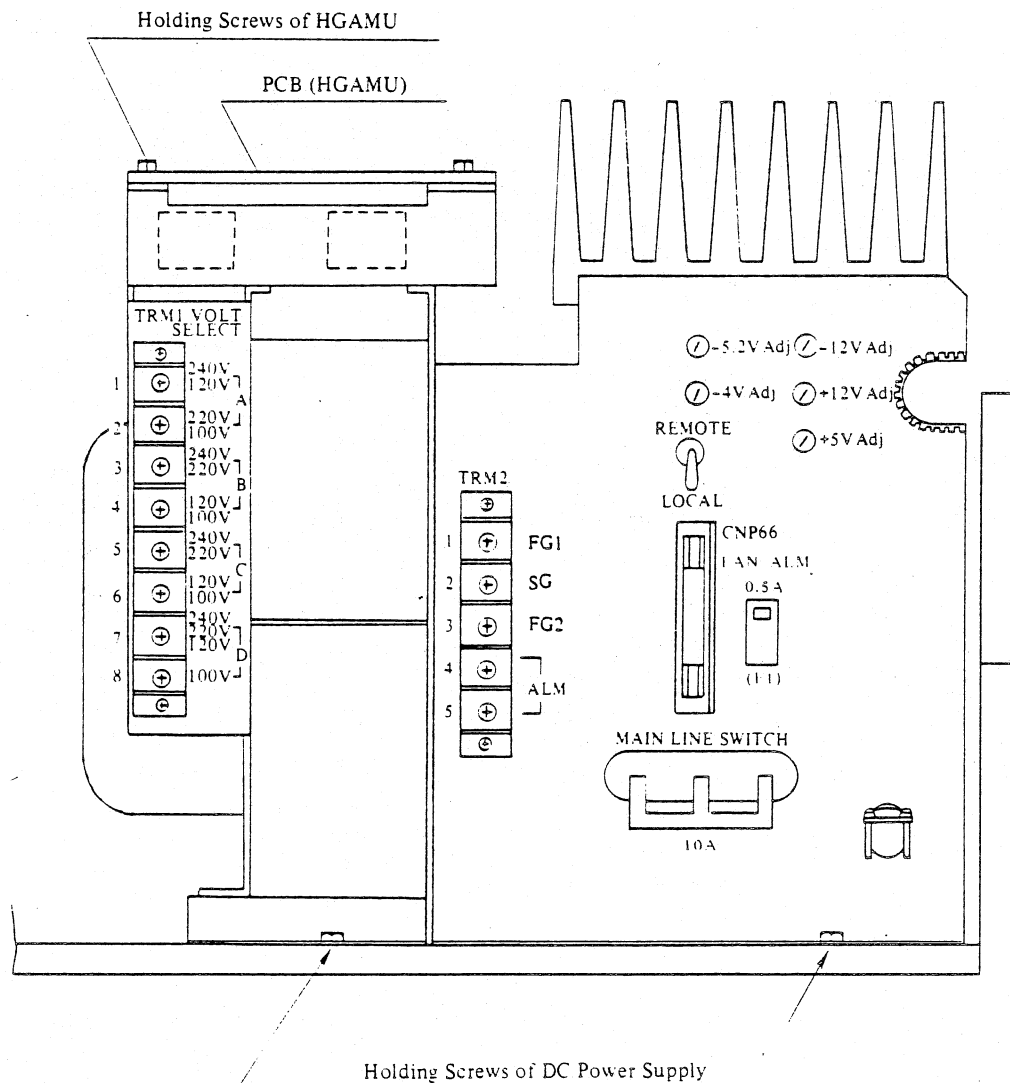 Holding Screws of HGAMU
PCB (HGAMU)
TRM1 VOLT
SELECT
240V
1 120V
A
220V
2 100V
240V
3 220V
B
120V
4 100V
240V
5 220V
C
120V
6 100V
240V
220V
7 120V
D
8 100V
TRM2
1 FG1
2 SG
3 FG2
4
ALM
5
-5.2V Adj
-12V Adj
-4V Adj
+12V Adj
+5V Adj
REMOTE
LOCAL
CNP66
FAN ALM
0.5A
(F1)
MAIN LINE SWITCH
10A
Holding Screws of DC Power Supply